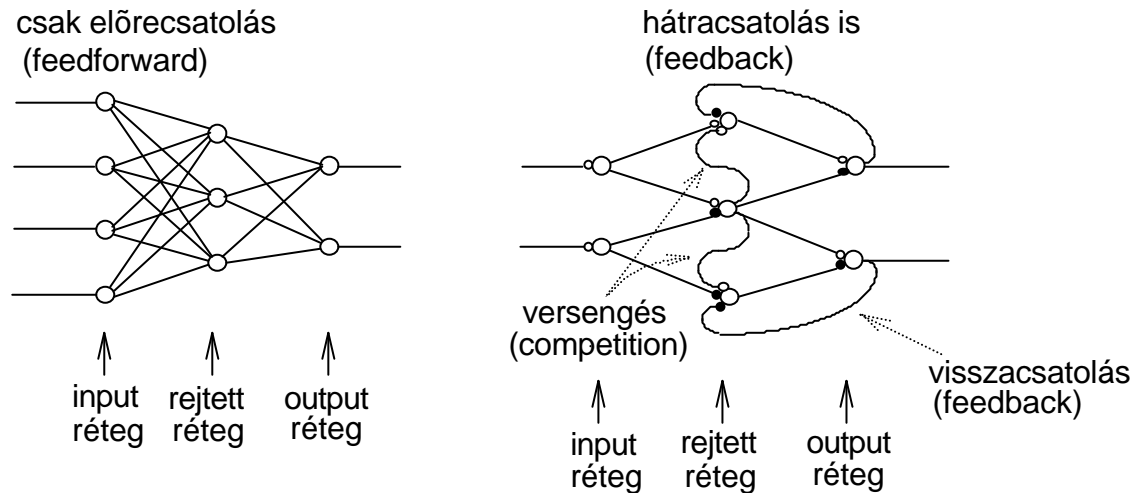 csak elõrecsatolás
(feedforward)
input
réteg
rejtett
réteg
output
réteg
hátracsatolás is
(feedback)
versengés
(competition)
visszacsatolás
(feedback)
input
réteg
rejtett
réteg
output
réteg